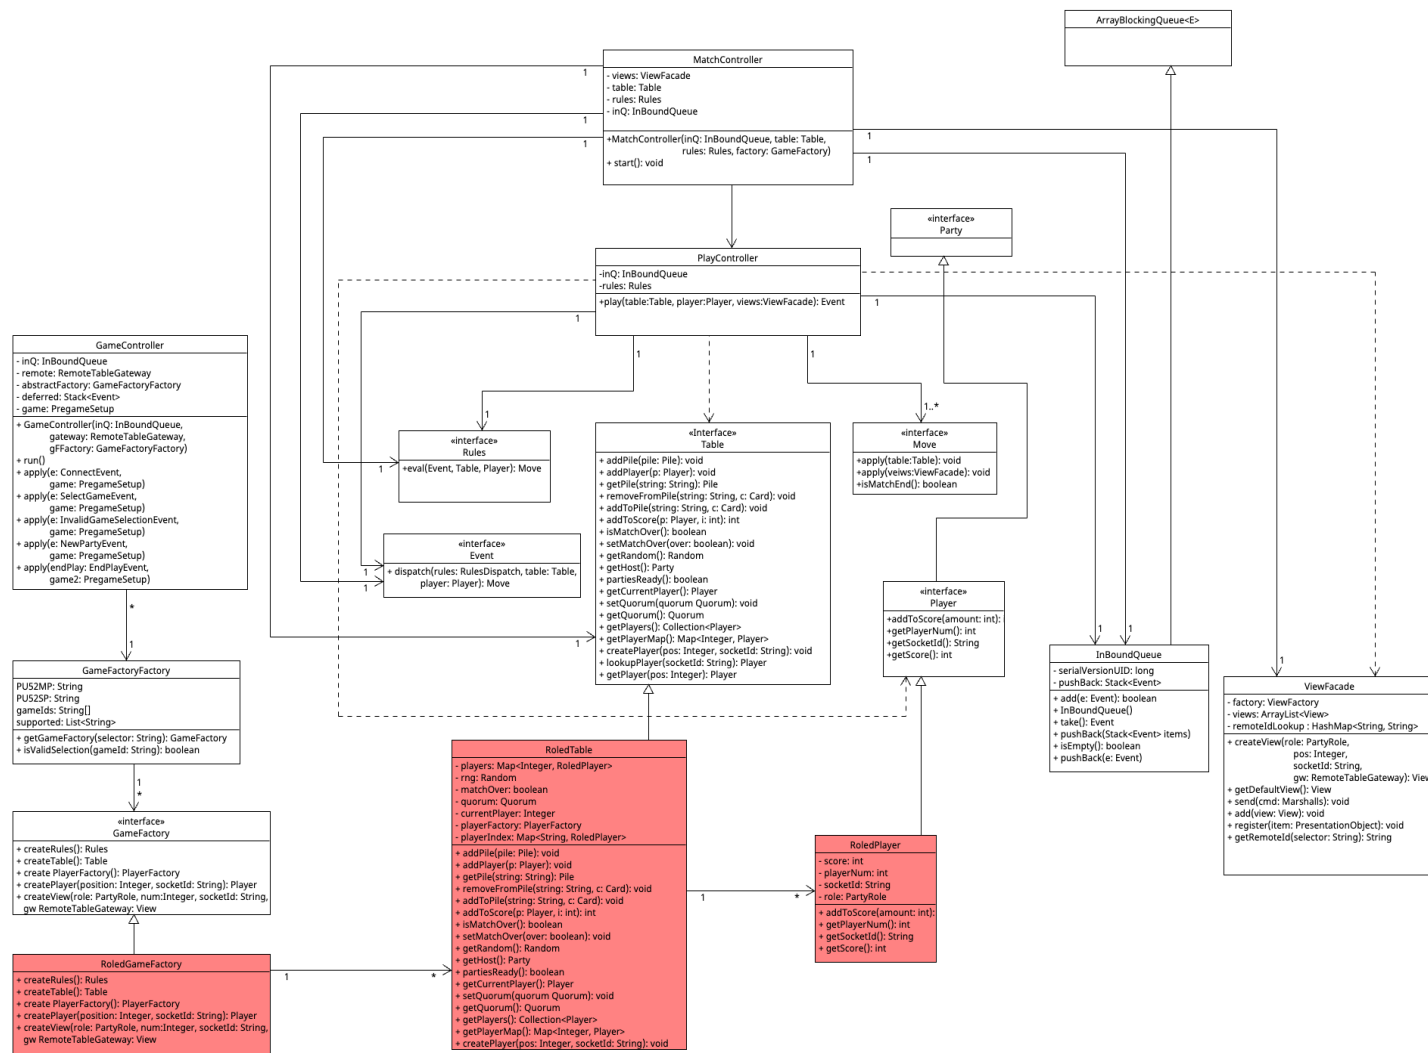 ArrayBlockingQueue<E>
MatchController
- views: ViewFacade
- table: Table
- rules: Rules
- inQ: InBoundQueue
+MatchController(inQ: InBoundQueue, table: Table,
rules: Rules, factory: GameFactory)
+ start(): void
1
1
1
1
1
«interface»
Party
PlayController
-inQ: InBoundQueue
-rules: Rules
+play(table:Table, player:Player, views:ViewFacade): Event
1
1
1
1
GameController
- inQ: InBoundQueue
- remote: RemoteTableGateway
- abstractFactory: GameFactoryFactory
- deferred: Stack<Event>
- game: PregameSetup
+ GameController(inQ: InBoundQueue,
gateway: RemoteTableGateway,
gFFactory: GameFactoryFactory)
+ run()
+ apply(e: ConnectEvent,
game: PregameSetup)
+ apply(e: SelectGameEvent,
game: PregameSetup)
+ apply(e: InvalidGameSelectionEvent,
game: PregameSetup)
+ apply(e: NewPartyEvent,
game: PregameSetup)
+ apply(endPlay: EndPlayEvent,
game2: PregameSetup)
*
1
1
1
«interface»
Rules
+eval(Event, Table, Player): Move
«interface»
Event
+ dispatch(rules: RulesDispatch, table: Table,
player: Player): Move
1
1
1
«Interface»
Table
+ addPile(pile: Pile): void
+ addPlayer(p: Player): void
+ getPile(string: String): Pile
+ removeFromPile(string: String, c: Card): void
+ addToPile(string: String, c: Card): void
+ addToScore(p: Player, i: int): int
+ isMatchOver(): boolean
+ setMatchOver(over: boolean): void
+ getRandom(): Random
+ getHost(): Party
+ partiesReady(): boolean
+ getCurrentPlayer(): Player
+ setQuorum(quorum Quorum): void
+ getQuorum(): Quorum
+ getPlayers(): Collection<Player>
+ getPlayerMap(): Map<Integer, Player>
+ createPlayer(pos: Integer, socketId: String): void
+ lookupPlayer(socketId: String): Player
+ getPlayer(pos: Integer): Player
1..*
«interface»
Move
+apply(table:Table): void
+apply(veiws:ViewFacade): void
+isMatchEnd(): boolean
«interface»
Player
+addToScore(amount: int): i
+getPlayerNum(): int
+getSocketId(): String
+getScore(): int
1
1
InBoundQueue
- serialVersionUID: long
- pushBack: Stack<Event>
+ add(e: Event): boolean
+ InBoundQueue()
+ take(): Event
+ pushBack(Stack<Event> items)
+ isEmpty(): boolean
+ pushBack(e: Event)
1
ViewFacade
- factory: ViewFactory
- views: ArrayList<View>
- remoteIdLookup : HashMap<String, String>
+ createView(role: PartyRole,
pos: Integer,
socketId: String,
gw: RemoteTableGateway): View
+ getDefaultView(): View
+ send(cmd: Marshalls): void
+ add(view: View): void
+ register(item: PresentationObject): void
+ getRemoteId(selector: String): String
GameFactoryFactory
PU52MP: String
PU52SP: String
gameIds: String[]
supported: List<String>
+ getGameFactory(selector: String): GameFactory
+ isValidSelection(gameId: String): boolean
1
*
«interface»
GameFactory
+ createRules(): Rules
+ createTable(): Table
+ create PlayerFactory(): PlayerFactory
+ createPlayer(position: Integer, socketId: String): Player
+ createView(role: PartyRole, num:Integer, socketId: String,
gw RemoteTableGateway: View
RoledGameFactory
+ createRules(): Rules
+ createTable(): Table
+ create PlayerFactory(): PlayerFactory
+ createPlayer(position: Integer, socketId: String): Player
+ createView(role: PartyRole, num:Integer, socketId: String,
gw RemoteTableGateway: View
1
*
RoledTable
- players: Map<Integer, RoledPlayer>
- rng: Random
- matchOver: boolean
- quorum: Quorum
- currentPlayer: Integer
- playerFactory: PlayerFactory
- playerIndex: Map<String, RoledPlayer>
+ addPile(pile: Pile): void
+ addPlayer(p: Player): void
+ getPile(string: String): Pile
+ removeFromPile(string: String, c: Card): void
+ addToPile(string: String, c: Card): void
+ addToScore(p: Player, i: int): int
+ isMatchOver(): boolean
+ setMatchOver(over: boolean): void
+ getRandom(): Random
+ getHost(): Party
+ partiesReady(): boolean
+ getCurrentPlayer(): Player
+ setQuorum(quorum Quorum): void
+ getQuorum(): Quorum
+ getPlayers(): Collection<Player>
+ getPlayerMap(): Map<Integer, Player>
+ createPlayer(pos: Integer, socketId: String): void
1
*
RoledPlayer
- score: int
- playerNum: int
- socketId: String
- role: PartyRole
+ addToScore(amount: int):
+ getPlayerNum(): int
+ getSocketId(): String
+ getScore(): int